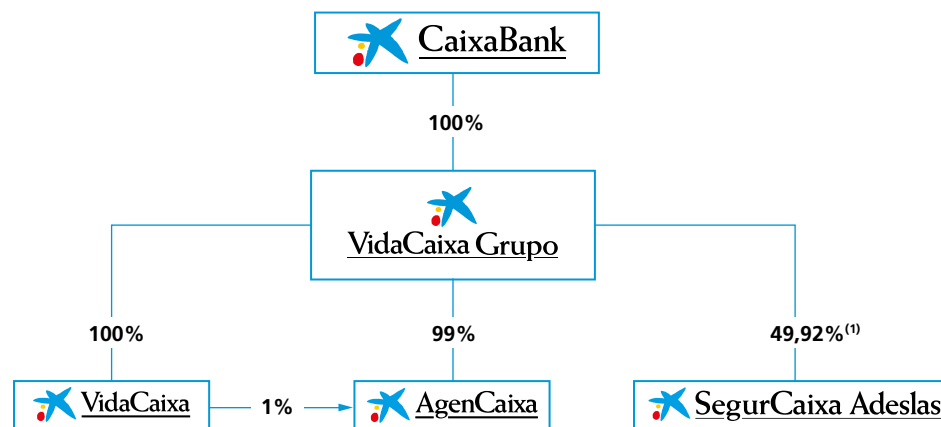 CaixaBank
100%
VidaCaixa Grupo
100%
99%
49,92%(1)
VidaCaixa
1%
AgenCaixa
SegurCaixa Adeslas